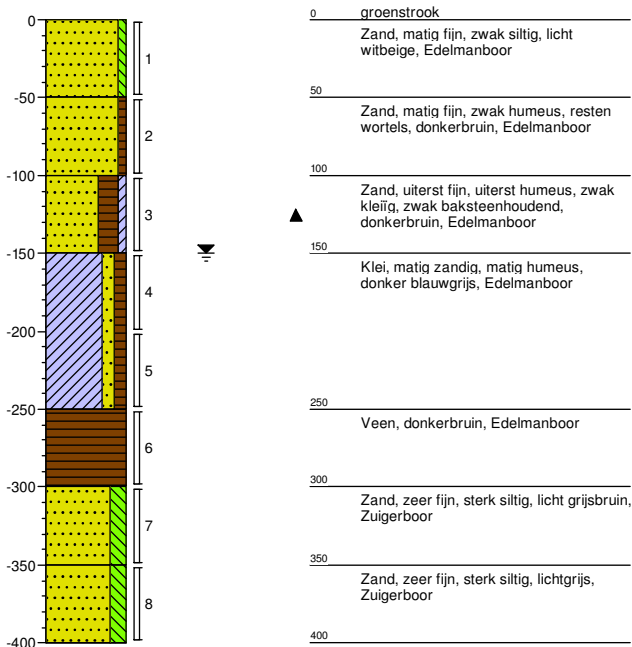 0
-50
-100
-150
-200
-250
-300
-350
-400
1
2
3
4
5
6
7
8
0 groenstrook
Zand, matig fijn, zwak siltig, licht
witbeige, Edelmanboor
50
Zand, matig fijn, zwak humeus, resten
wortels, donkerbruin, Edelmanboor
100
Zand, uiterst fijn, uiterst humeus, zwak
kleiïg, zwak baksteenhoudend,
donkerbruin, Edelmanboor
150
Klei, matig zandig, matig humeus,
donker blauwgrijs, Edelmanboor
250
Veen, donkerbruin, Edelmanboor
300
Zand, zeer fijn, sterk siltig, licht grijsbruin,
Zuigerboor
350
Zand, zeer fijn, sterk siltig, lichtgrijs,
Zuigerboor
400